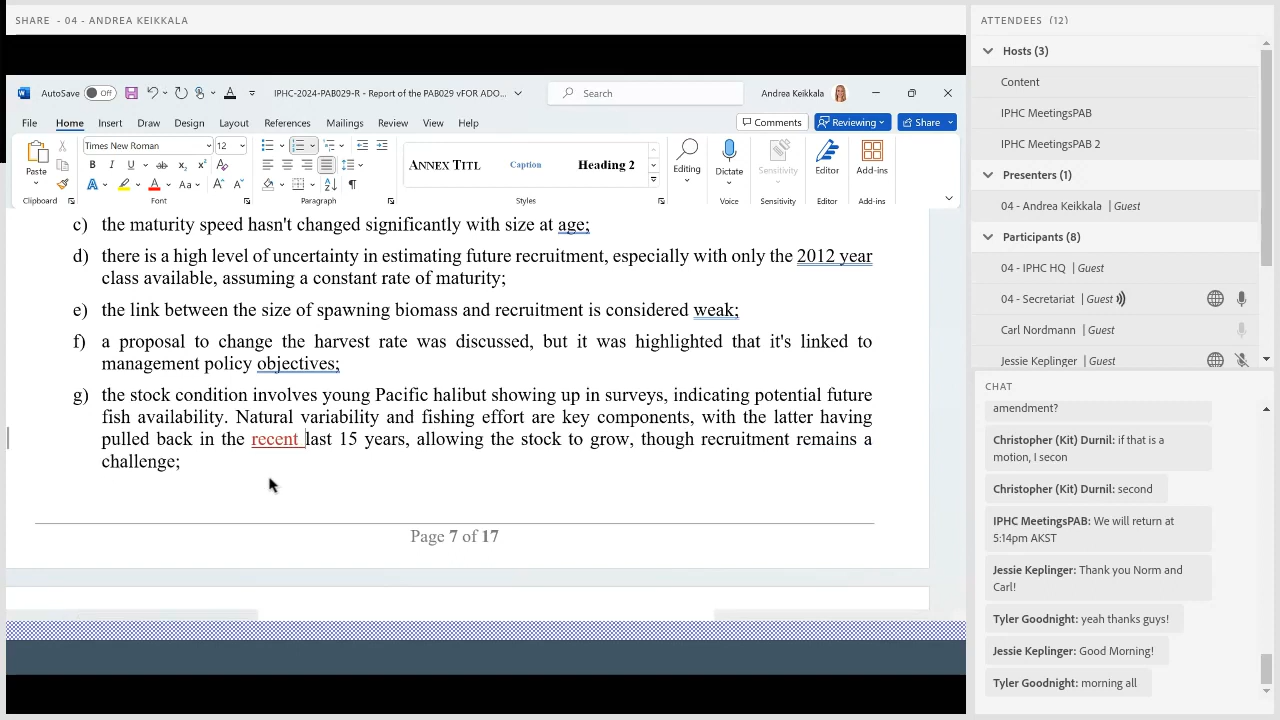 SHARE - 04 - ANDREA KEIKKALA
AutoSave Off
IPHC-2024-PAB029-R - Report of the PAB029 vFOR ADO...
Search
Andrea Keikkala
File Home Insert Draw Design Layout References Mailings Review View Help
Comments Reviewing Share
Paste
Times New Roman 12
B I U ab x₂ x²
A A Aa A A
ANNEX TITL Caption Heading 2
Editing Dictate Sensitivity Editor Add-ins
Clipboard Font Paragraph Styles Voice Sensitivity Editor Add-ins
c) the maturity speed hasn't changed significantly with size at age;
d) there is a high level of uncertainty in estimating future recruitment, especially with only the 2012 year
class available, assuming a constant rate of maturity;
e) the link between the size of spawning biomass and recruitment is considered weak;
f) a proposal to change the harvest rate was discussed, but it was highlighted that it's linked to
management policy objectives;
g) the stock condition involves young Pacific halibut showing up in surveys, indicating potential future
fish availability. Natural variability and fishing effort are key components, with the latter having
pulled back in the recent last 15 years, allowing the stock to grow, though recruitment remains a
challenge;
Page 7 of 17
ATTENDEES (12)
Hosts (3)
Content
IPHC MeetingsPAB
IPHC MeetingsPAB 2
Presenters (1)
04 - Andrea Keikkala | Guest
Participants (8)
04 - IPHC HQ | Guest
04 - Secretariat | Guest
Carl Nordmann | Guest
Jessie Keplinger | Guest
CHAT
amendment?
Christopher (Kit) Durnil: if that is a
motion, I secon
Christopher (Kit) Durnil: second
IPHC MeetingsPAB: We will return at
5:14pm AKST
Jessie Keplinger: Thank you Norm and
Carl!
Tyler Goodnight: yeah thanks guys!
Jessie Keplinger: Good Morning!
Tyler Goodnight: morning all